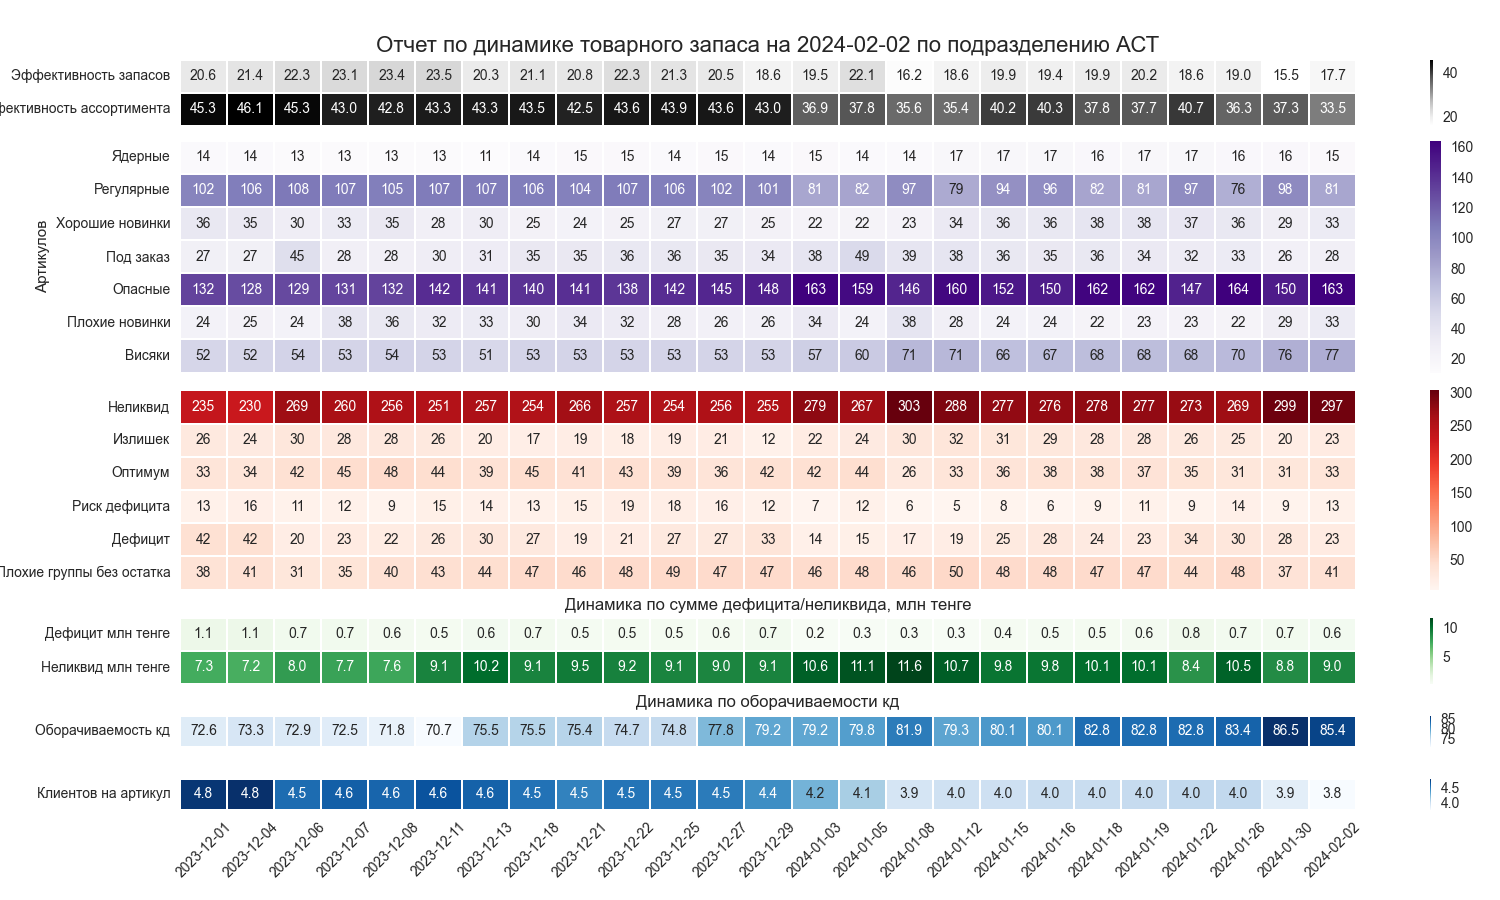 Отчет по динамике товарного запаса на 2024-02-02 по подразделению АСТ
Эффективность запасов 20.6 21.4 22.3 23.1 23.4 23.5 20.3 21.1 20.8 22.3 21.3 20.5 18.6 19.5 22.1 16.2 18.6 19.9 19.4 19.9 20.2 18.6 19.0 15.5 17.7
фективность ассортимента 45.3 46.1 45.3 43.0 42.8 43.3 43.3 43.5 42.5 43.6 43.9 43.6 43.0 36.9 37.8 35.6 35.4 40.2 40.3 37.8 37.7 40.7 36.3 37.3 33.5
40
20
Артикулов
Ядерные 14 14 13 13 13 13 11 14 15 15 14 15 14 15 14 14 17 17 17 16 17 17 16 16 15
Регулярные 102 106 108 107 105 107 107 106 104 107 106 102 101 81 82 97 79 94 96 82 81 97 76 98 81
Хорошие новинки 36 35 30 33 35 28 30 25 24 25 27 27 25 22 22 23 34 36 36 38 38 37 36 29 33
Под заказ 27 27 45 28 28 30 31 35 35 36 36 35 34 38 49 39 38 36 35 36 34 32 33 26 28
Опасные 132 128 129 131 132 142 141 140 141 138 142 145 148 163 159 146 160 152 150 162 162 147 164 150 163
Плохие новинки 24 25 24 38 36 32 33 30 34 32 28 26 26 34 24 38 28 24 24 22 23 23 22 29 33
Висяки 52 52 54 53 54 53 51 53 53 53 53 53 53 57 60 71 71 66 67 68 68 68 70 76 77
160
140
120
100
80
60
40
20
Неликвид 235 230 269 260 256 251 257 254 266 257 254 256 255 279 267 303 288 277 276 278 277 273 269 299 297
Излишек 26 24 30 28 28 26 20 17 19 18 19 21 12 22 24 30 32 31 29 28 28 26 25 20 23
Оптимум 33 34 42 45 48 44 39 45 41 43 39 36 42 42 44 26 33 36 38 38 37 35 31 31 33
Риск дефицита 13 16 11 12 9 15 14 13 15 19 18 16 12 7 12 6 5 8 6 9 11 9 14 9 13
Дефицит 42 42 20 23 22 26 30 27 19 21 27 27 33 14 15 17 19 25 28 24 23 34 30 28 23
Плохие группы без остатка 38 41 31 35 40 43 44 47 46 48 49 47 47 46 48 46 50 48 48 47 47 44 48 37 41
300
250
200
150
100
50
Динамика по сумме дефицита/неликвида, млн тенге
Дефицит млн тенге 1.1 1.1 0.7 0.7 0.6 0.5 0.6 0.7 0.5 0.5 0.5 0.6 0.7 0.2 0.3 0.3 0.3 0.4 0.5 0.5 0.6 0.8 0.7 0.7 0.6
Неликвид млн тенге 7.3 7.2 8.0 7.7 7.6 9.1 10.2 9.1 9.5 9.2 9.1 9.0 9.1 10.6 11.1 11.6 10.7 9.8 9.8 10.1 10.1 8.4 10.5 8.8 9.0
10
5
Динамика по оборачиваемости кд
Оборачиваемость кд 72.6 73.3 72.9 72.5 71.8 70.7 75.5 75.5 75.4 74.7 74.8 77.8 79.2 79.2 79.8 81.9 79.3 80.1 80.1 82.8 82.8 82.8 83.4 86.5 85.4
85
80
75
Клиентов на артикул 4.8 4.8 4.5 4.6 4.6 4.6 4.6 4.5 4.5 4.5 4.5 4.5 4.4 4.2 4.1 3.9 4.0 4.0 4.0 4.0 4.0 4.0 4.0 3.9 3.8
4.5
4.0
2023-12-01 2023-12-04 2023-12-06 2023-12-07 2023-12-08 2023-12-11 2023-12-13 2023-12-18 2023-12-21 2023-12-22 2023-12-25 2023-12-27 2023-12-29 2024-01-03 2024-01-05 2024-01-08 2024-01-12 2024-01-15 2024-01-16 2024-01-18 2024-01-19 2024-01-22 2024-01-26 2024-01-30 2024-02-02